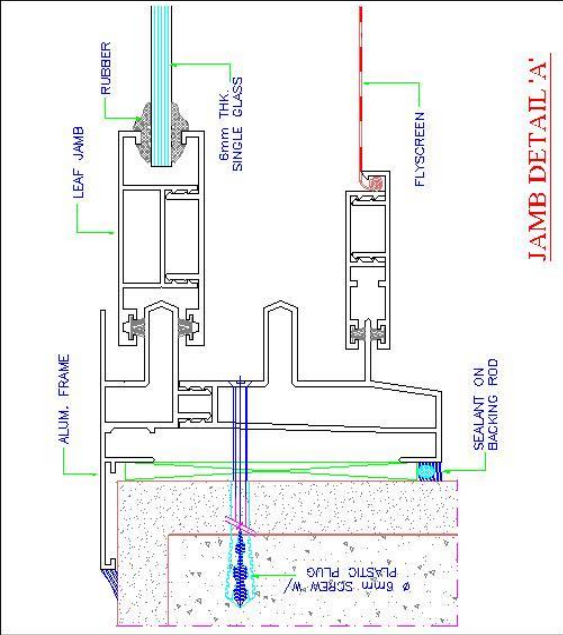 RUBBER
LEAF JAMB
6mm THK.
SINGLE GLASS
FLYSCREEN
JAMB DETAIL 'A'
ALUM. FRAME
SEALANT ON
BACKING ROD
ø 6mm SCREW W/
PLASTIC PLUG